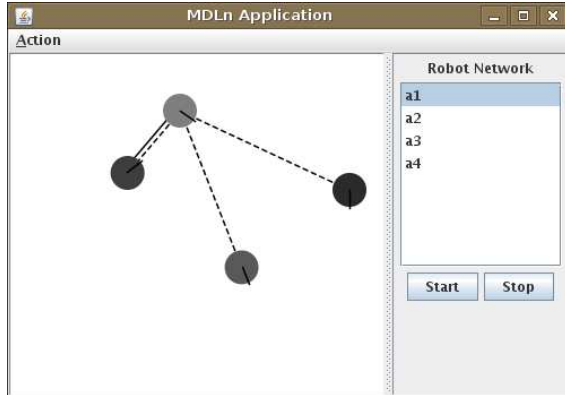 MDLn Application
Action
Robot Network
a1
a2
a3
a4
Start Stop